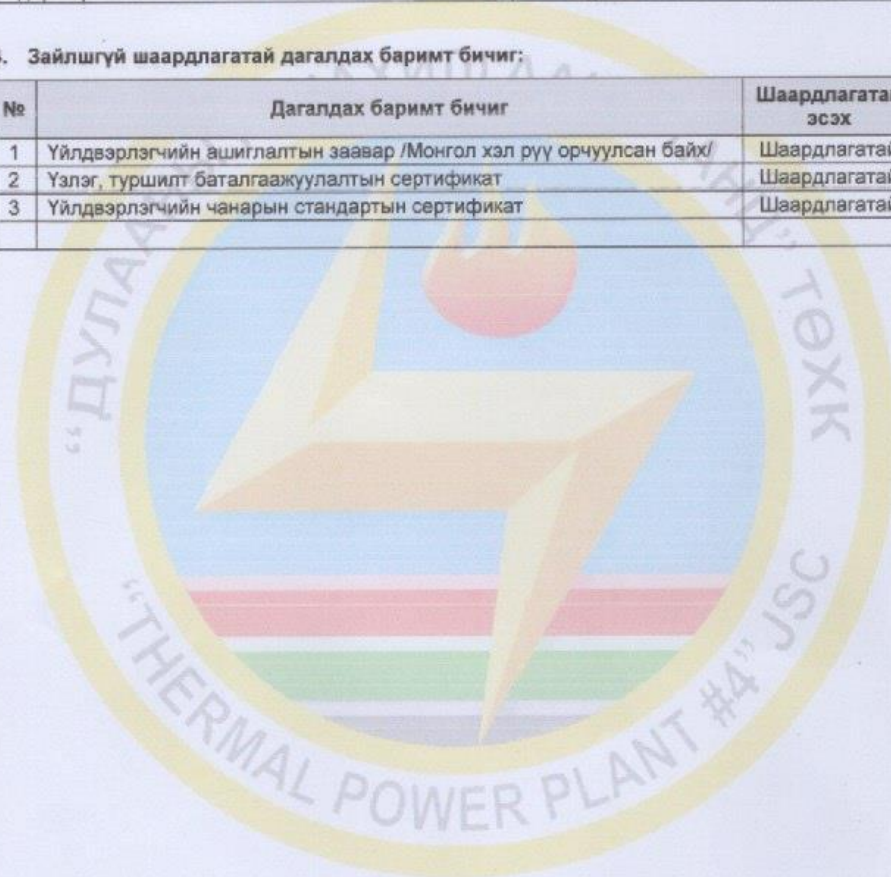 Зайлшгүй шаардлагатай дагалдах баримт бичиг:
№ Дагалдах баримт бичиг Шаардлагатай эсэх
1 Үйлдвэрлэгчийн ашиглалтын заавар /Монгол хэл рүү орчуулсан байх/ Шаардлагатай
2 Үзлэг, туршилт баталгаажуулалтын сертификат Шаардлагатай
3 Үйлдвэрлэгчийн чанарын стандартын сертификат Шаардлагатай
ТӨХК
"THERMAL POWER PLANT #4" JSC